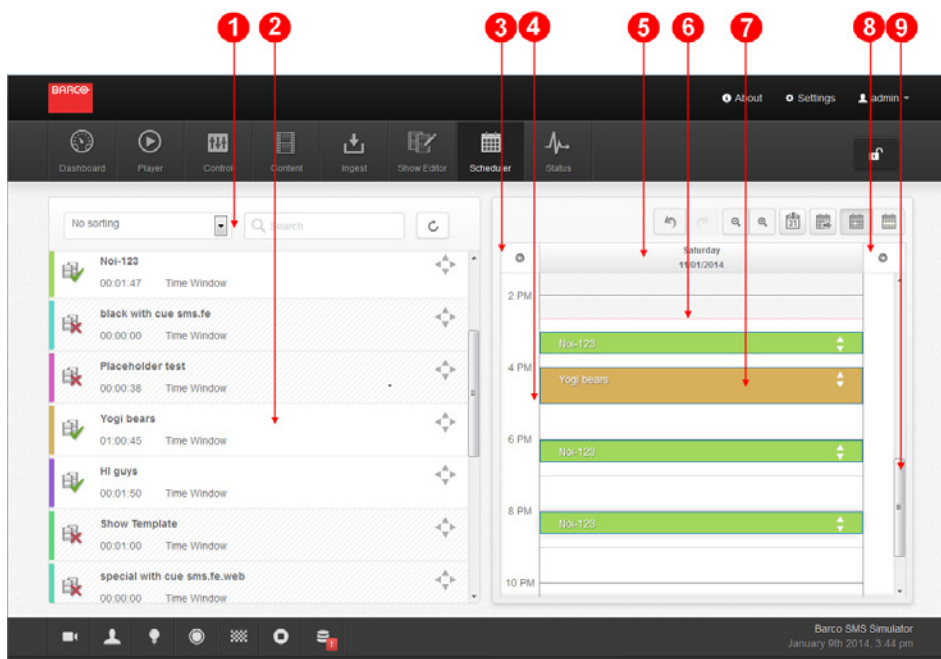 1 2 3 4 5 6 7 8 9
BARCO
About Settings admin
Dashboard Player Control Content Ingest Show Editor Scheduler Status
No sorting Search
31
Saturday
11/01/2014
Noi-123
00:01:47 Time Window
black with cue sms.fe
00:00:00 Time Window
Placeholder test
00:00:38 Time Window
Yogi bears
01:00:45 Time Window
HI guys
00:01:50 Time Window
Show Template
00:01:00 Time Window
special with cue sms.fe.web
00:00:00 Time Window
2 PM
Noi-123
4 PM
Yogi bears
6 PM
Noi-123
8 PM
Noi-123
10 PM
Barco SMS Simulator
January 9th 2014, 3:44 pm